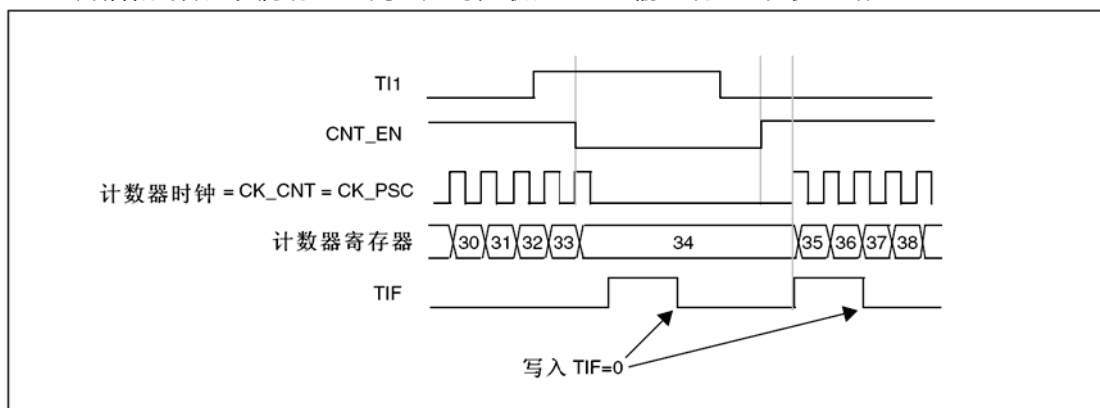 TI1
CNT_EN
计数器时钟 = CK_CNT = CK_PSC
计数器寄存器 30 31 32 33 34 35 36 37 38
TIF
写入 TIF=0